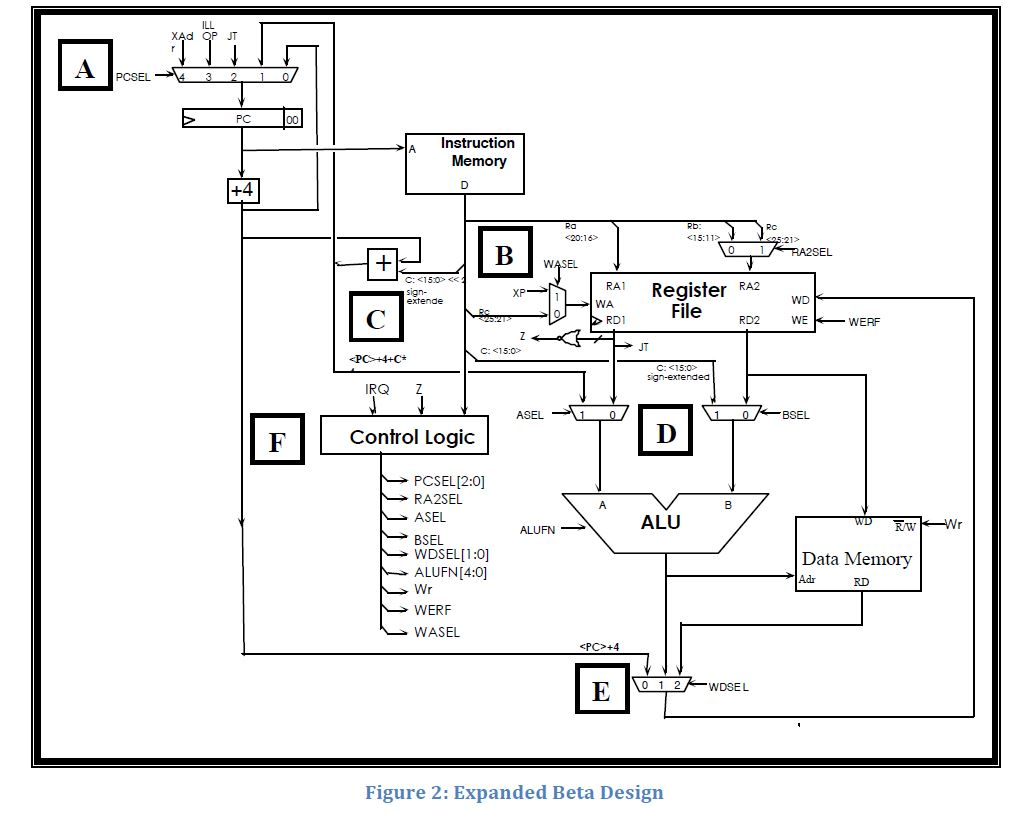 ILL
XAd OP JT
r
A
PCSEL
4 3 2 1 0
PC 00
Instruction
Memory
A
D
+4
B
Ra
<20:16>
Rb:
<15:11>
Rc
<25:21>
0 1
RA2SEL
+
C: <15:0> <<
sign-
extende
WASEL
XP
1
0
Rc
<25:21>
RA1 RA2
Register
File
WA
WD
RD1 RD2
WE
WERF
C
Z
JT
C: <15:0>
C: <15:0>
sign-extended
<PC>+4+C*
IRQ Z
ASEL
1 0
D
1 0
BSEL
F
Control Logic
PCSEL[2:0]
RA2SEL
ASEL
BSEL
WDSEL[1:0]
ALUFN[4:0]
Wr
WERF
WASEL
A B
ALU
ALUFN
WD R/W
Wr
Data Memory
Adr RD
<PC>+4
E
0 1 2
WDSEL
Figure 2: Expanded Beta Design